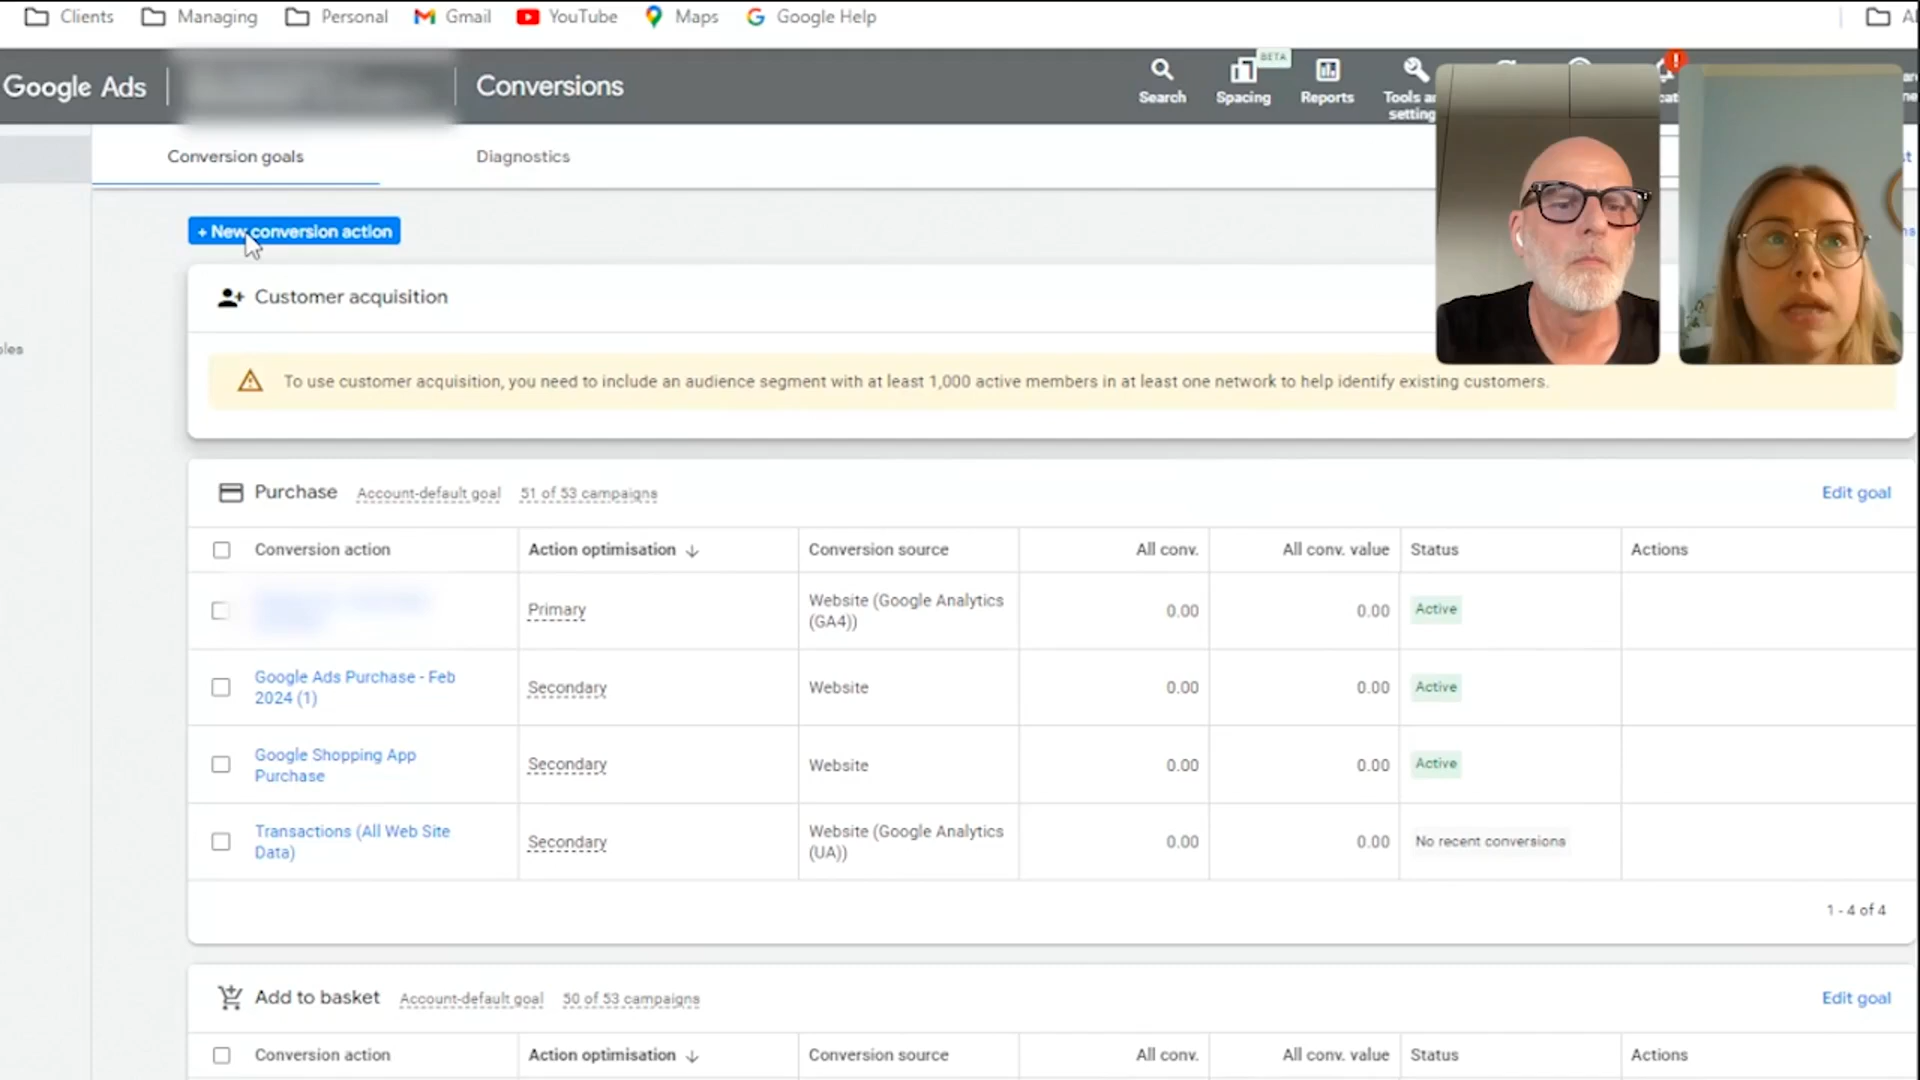 Clients Managing Personal Gmail YouTube Maps Google Help
Google Ads Conversions Search Spacing BETA Reports Tools
setting
Conversion goals Diagnostics
+ New conversion action
Customer acquisition
To use customer acquisition, you need to include an audience segment with at least 1,000 active members in at least one network to help identify existing customers.
Purchase Account-default goal 51 of 53 campaigns Edit goal
Conversion action Action optimisation Conversion source All conv. All conv. value Status Actions
Primary Website (Google Analytics 0.00 0.00 Active
(GA4))
Google Ads Purchase - Feb Secondary Website 0.00 0.00 Active
2024 (1)
Google Shopping App Secondary Website 0.00 0.00 Active
Purchase
Transactions (All Web Site Secondary Website (Google Analytics 0.00 0.00 No recent conversions
Data) (UA))
1 - 4 of 4
Add to basket Account-default goal 50 of 53 campaigns Edit goal
Conversion action Action optimisation Conversion source All conv. All conv. value Status Actions